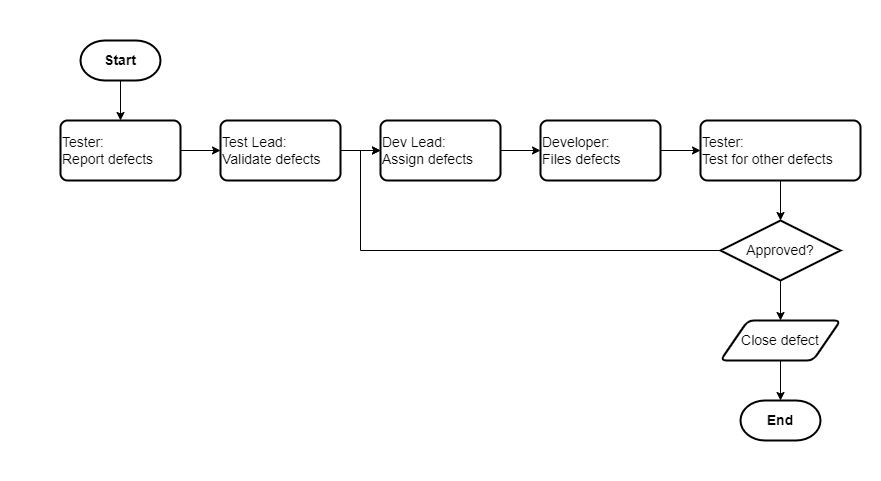 Start
Tester:
Report defects
Test Lead:
Validate defects
Dev Lead:
Assign defects
Developer:
Files defects
Tester:
Test for other defects
Approved?
Close defect
End